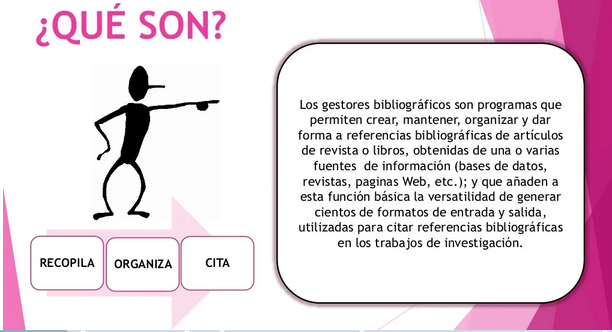 ¿QUÉ SON?
Los gestores bibliográficos son programas que
permiten crear, mantener, organizar y dar
forma a referencias bibliográficas de artículos
de revista o libros, obtenidas de una o varias
fuentes de información (bases de datos,
revistas, paginas Web, etc.); y que añaden a
esta función básica la versatilidad de generar
cientos de formatos de entrada y salida,
utilizadas para citar referencias bibliográficas
en los trabajos de investigación.
RECOPILA ORGANIZA CITA